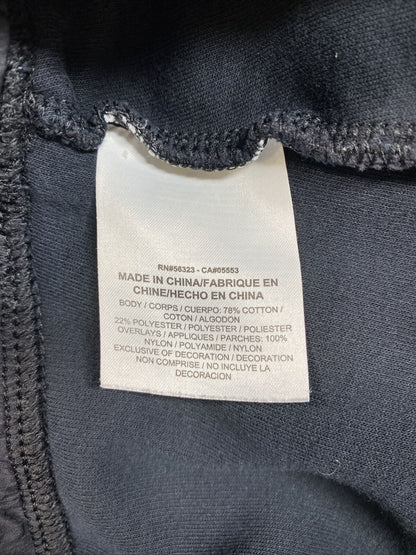 RN#56323 - CA#05553
MADE IN CHINA/FABRIQUE EN
CHINE/HECHO EN CHINA
BODY / CORPS / CUERPO: 78% COTTON /
COTON / ALGODON
22% POLYESTER / POLYESTER / POLIESTER
OVERLAYS / APPLIQUES / PARCHES: 100%
NYLON / POLYAMIDE / NYLON
EXCLUSIVE OF DECORATION / DECORATION
NON COMPRISE / NO INCLUYE LA
DECORACION